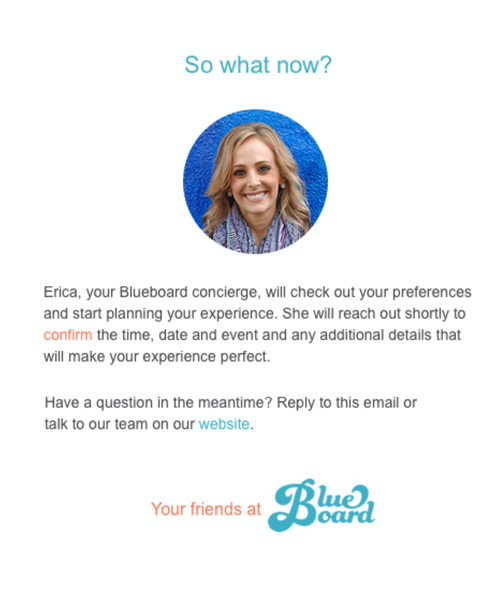 So what now?
Erica, your Blueboard concierge, will check out your preferences
and start planning your experience. She will reach out shortly to
confirm the time, date and event and any additional details that
will make your experience perfect.
Have a question in the meantime? Reply to this email or
talk to our team on our website.
Your friends at Blue
Board